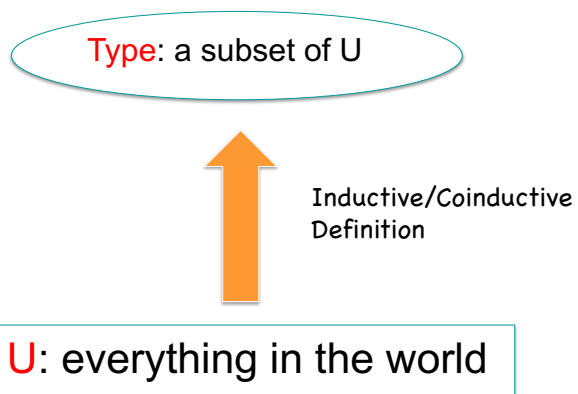 Type: a subset of U
Inductive/Coinductive
Definition
U: everything in the world